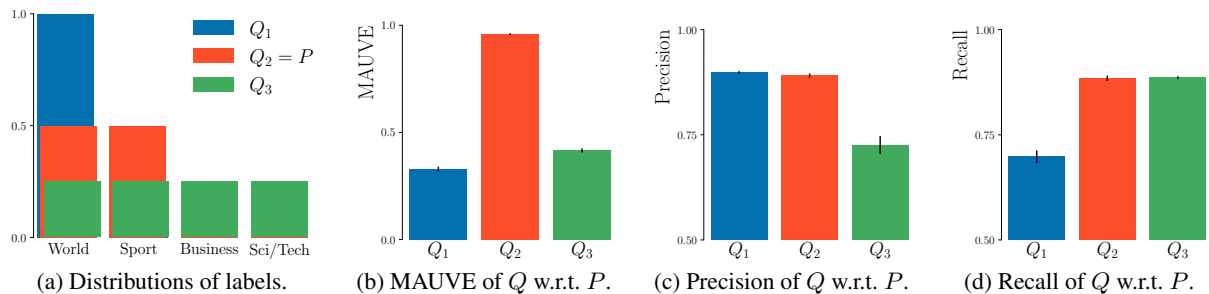 1.0
0.5
0.0
World
Sport
Business
Sci/Tech
Q₁
Q₂ = P
Q₃
(a) Distributions of labels.
MAUVE
1.0
0.5
0.0
Q₁
Q₂
Q₃
(b) MAUVE of Q w.r.t. P.
Precision
1.00
0.75
0.50
Q₁
Q₂
Q₃
(c) Precision of Q w.r.t. P.
Recall
1.00
0.75
0.50
Q₁
Q₂
Q₃
(d) Recall of Q w.r.t. P.